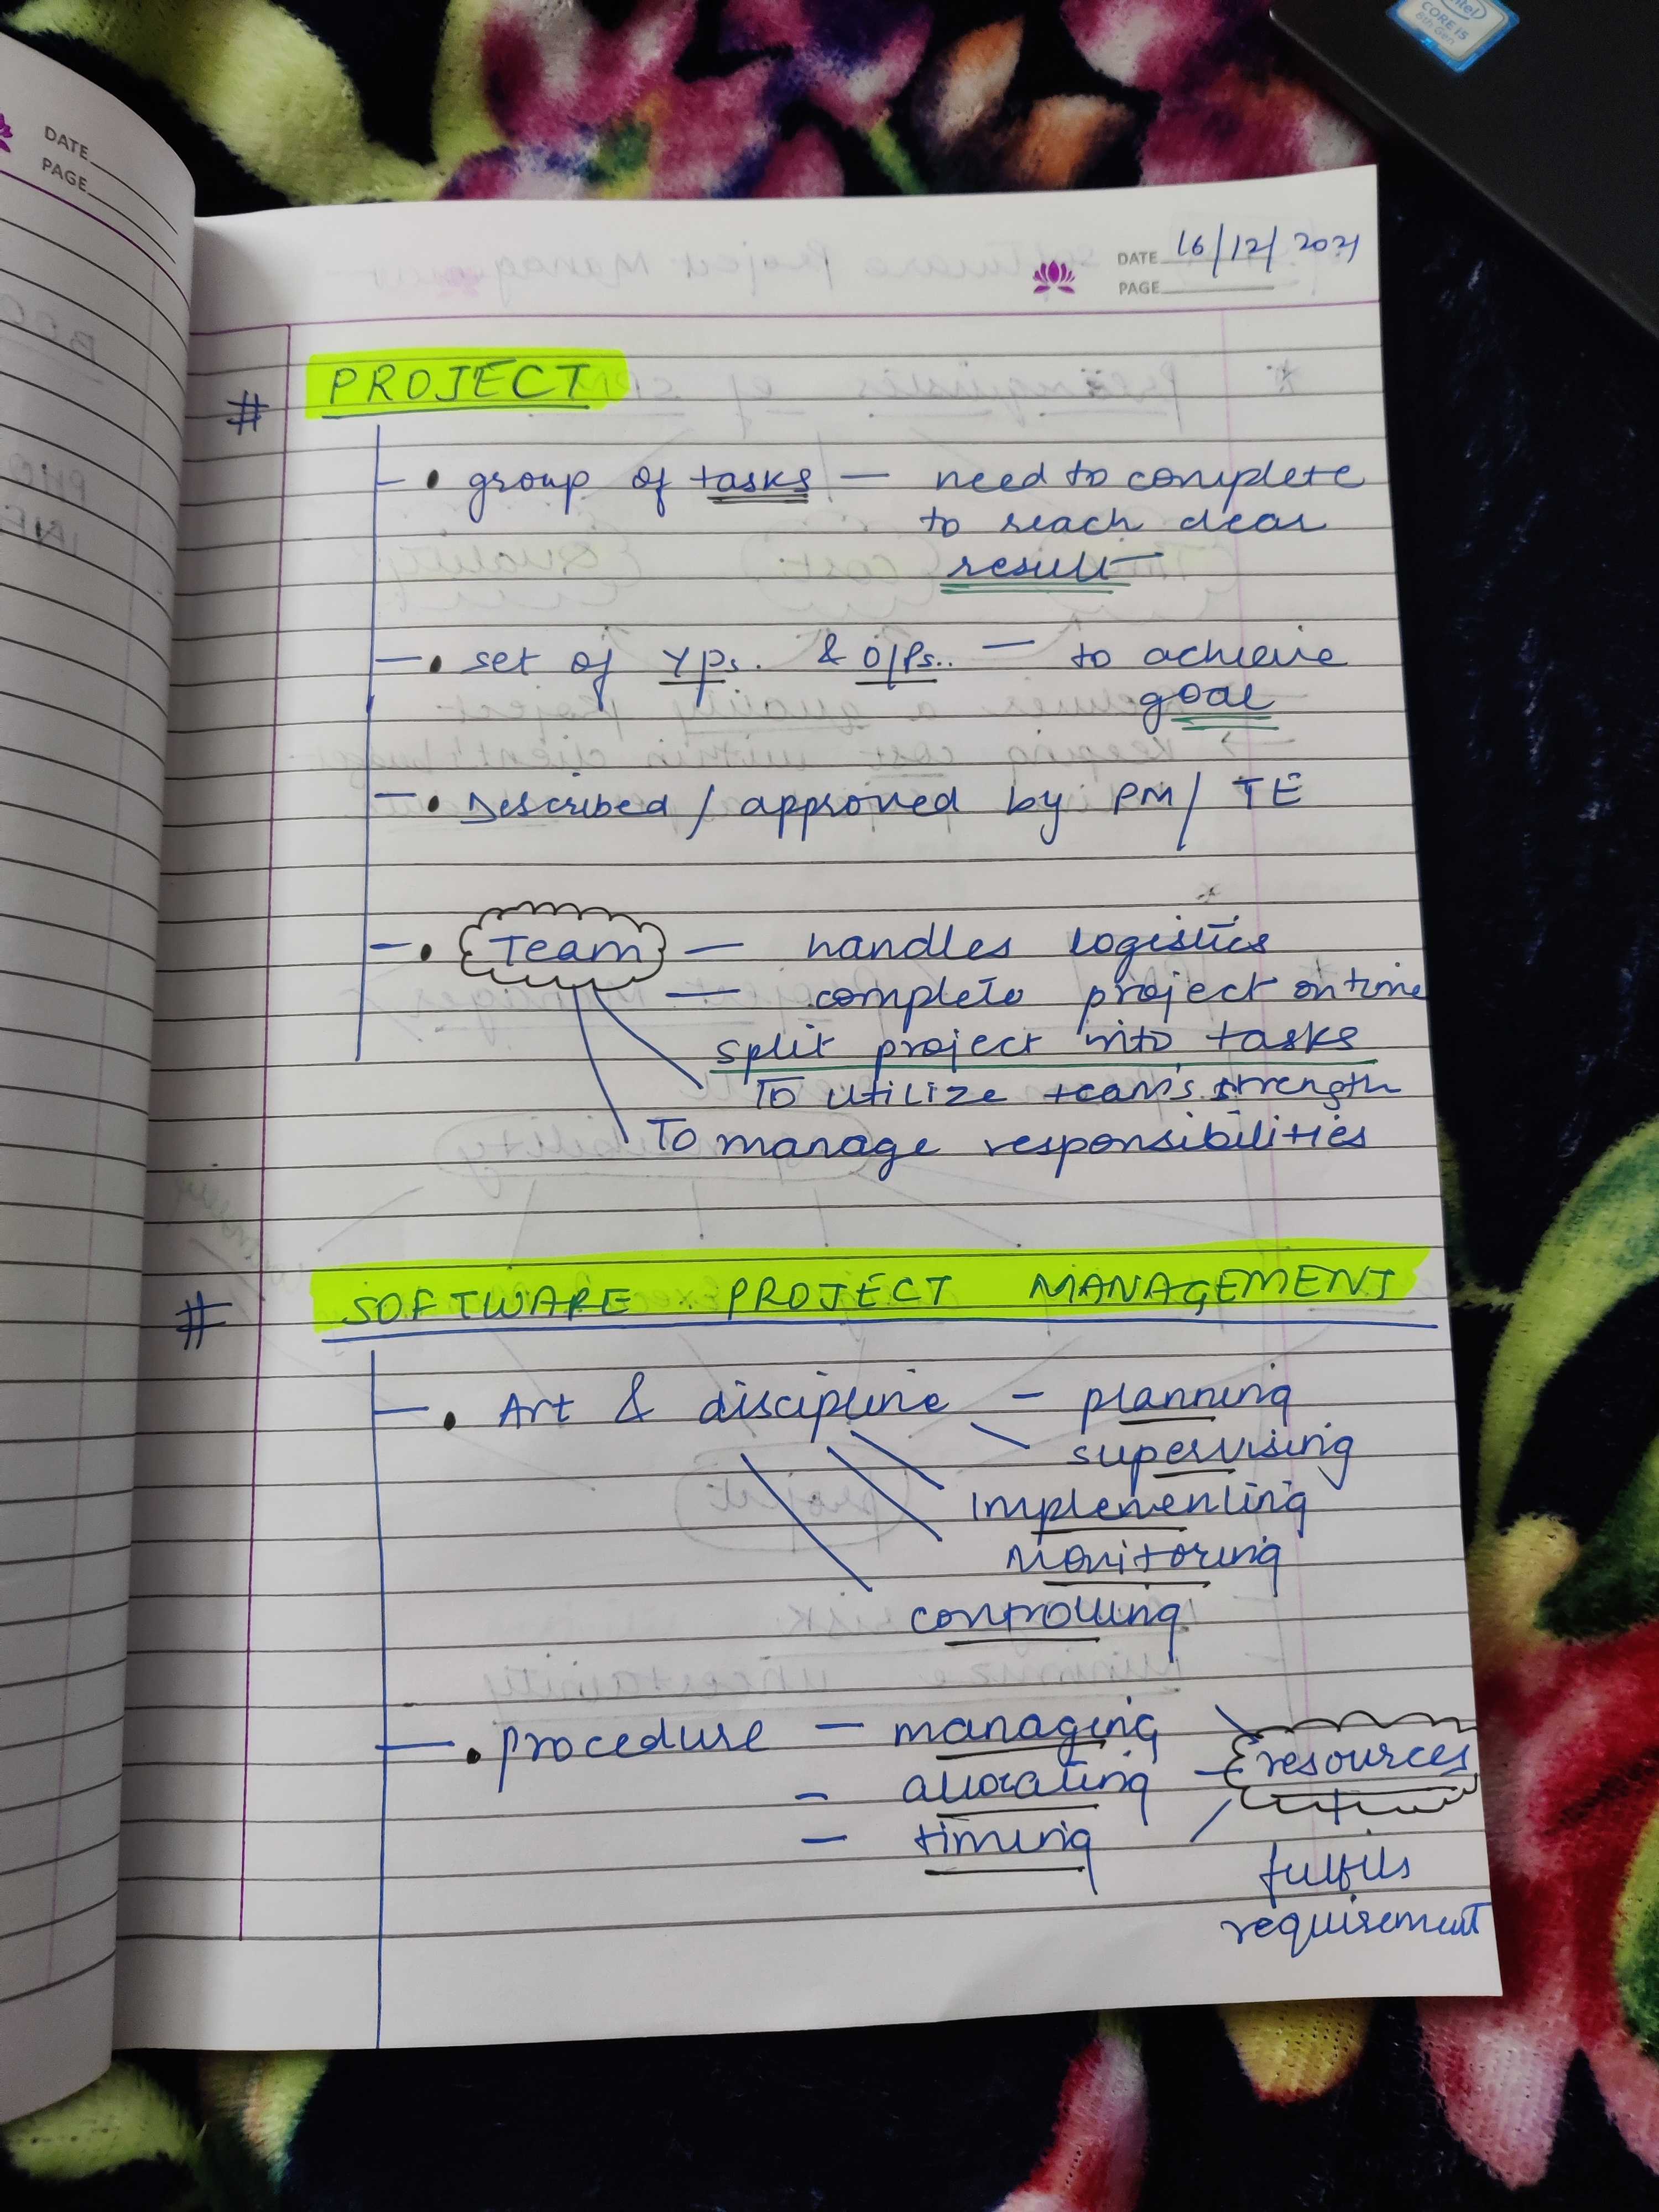 intel
CORE i5
8th Gen
DATE
PAGE
DATE 16/12/2021
PAGE
# PROJECT
• group of tasks — need to complete
to reach clear
result
• set of I/Ps. & O/Ps.. — to achieve
goal
• Described / approved by PM / TE
• Team — handles logistics
— complete project on time
split project into tasks
To utilize team's strength
To manage responsibilities
# SOFTWARE PROJECT MANAGEMENT
• Art & discipline — planning
supervising
Implementing
Monitoring
controlling
• procedure — managing
- allocating — resources
— timing
+
fulfils
requirement